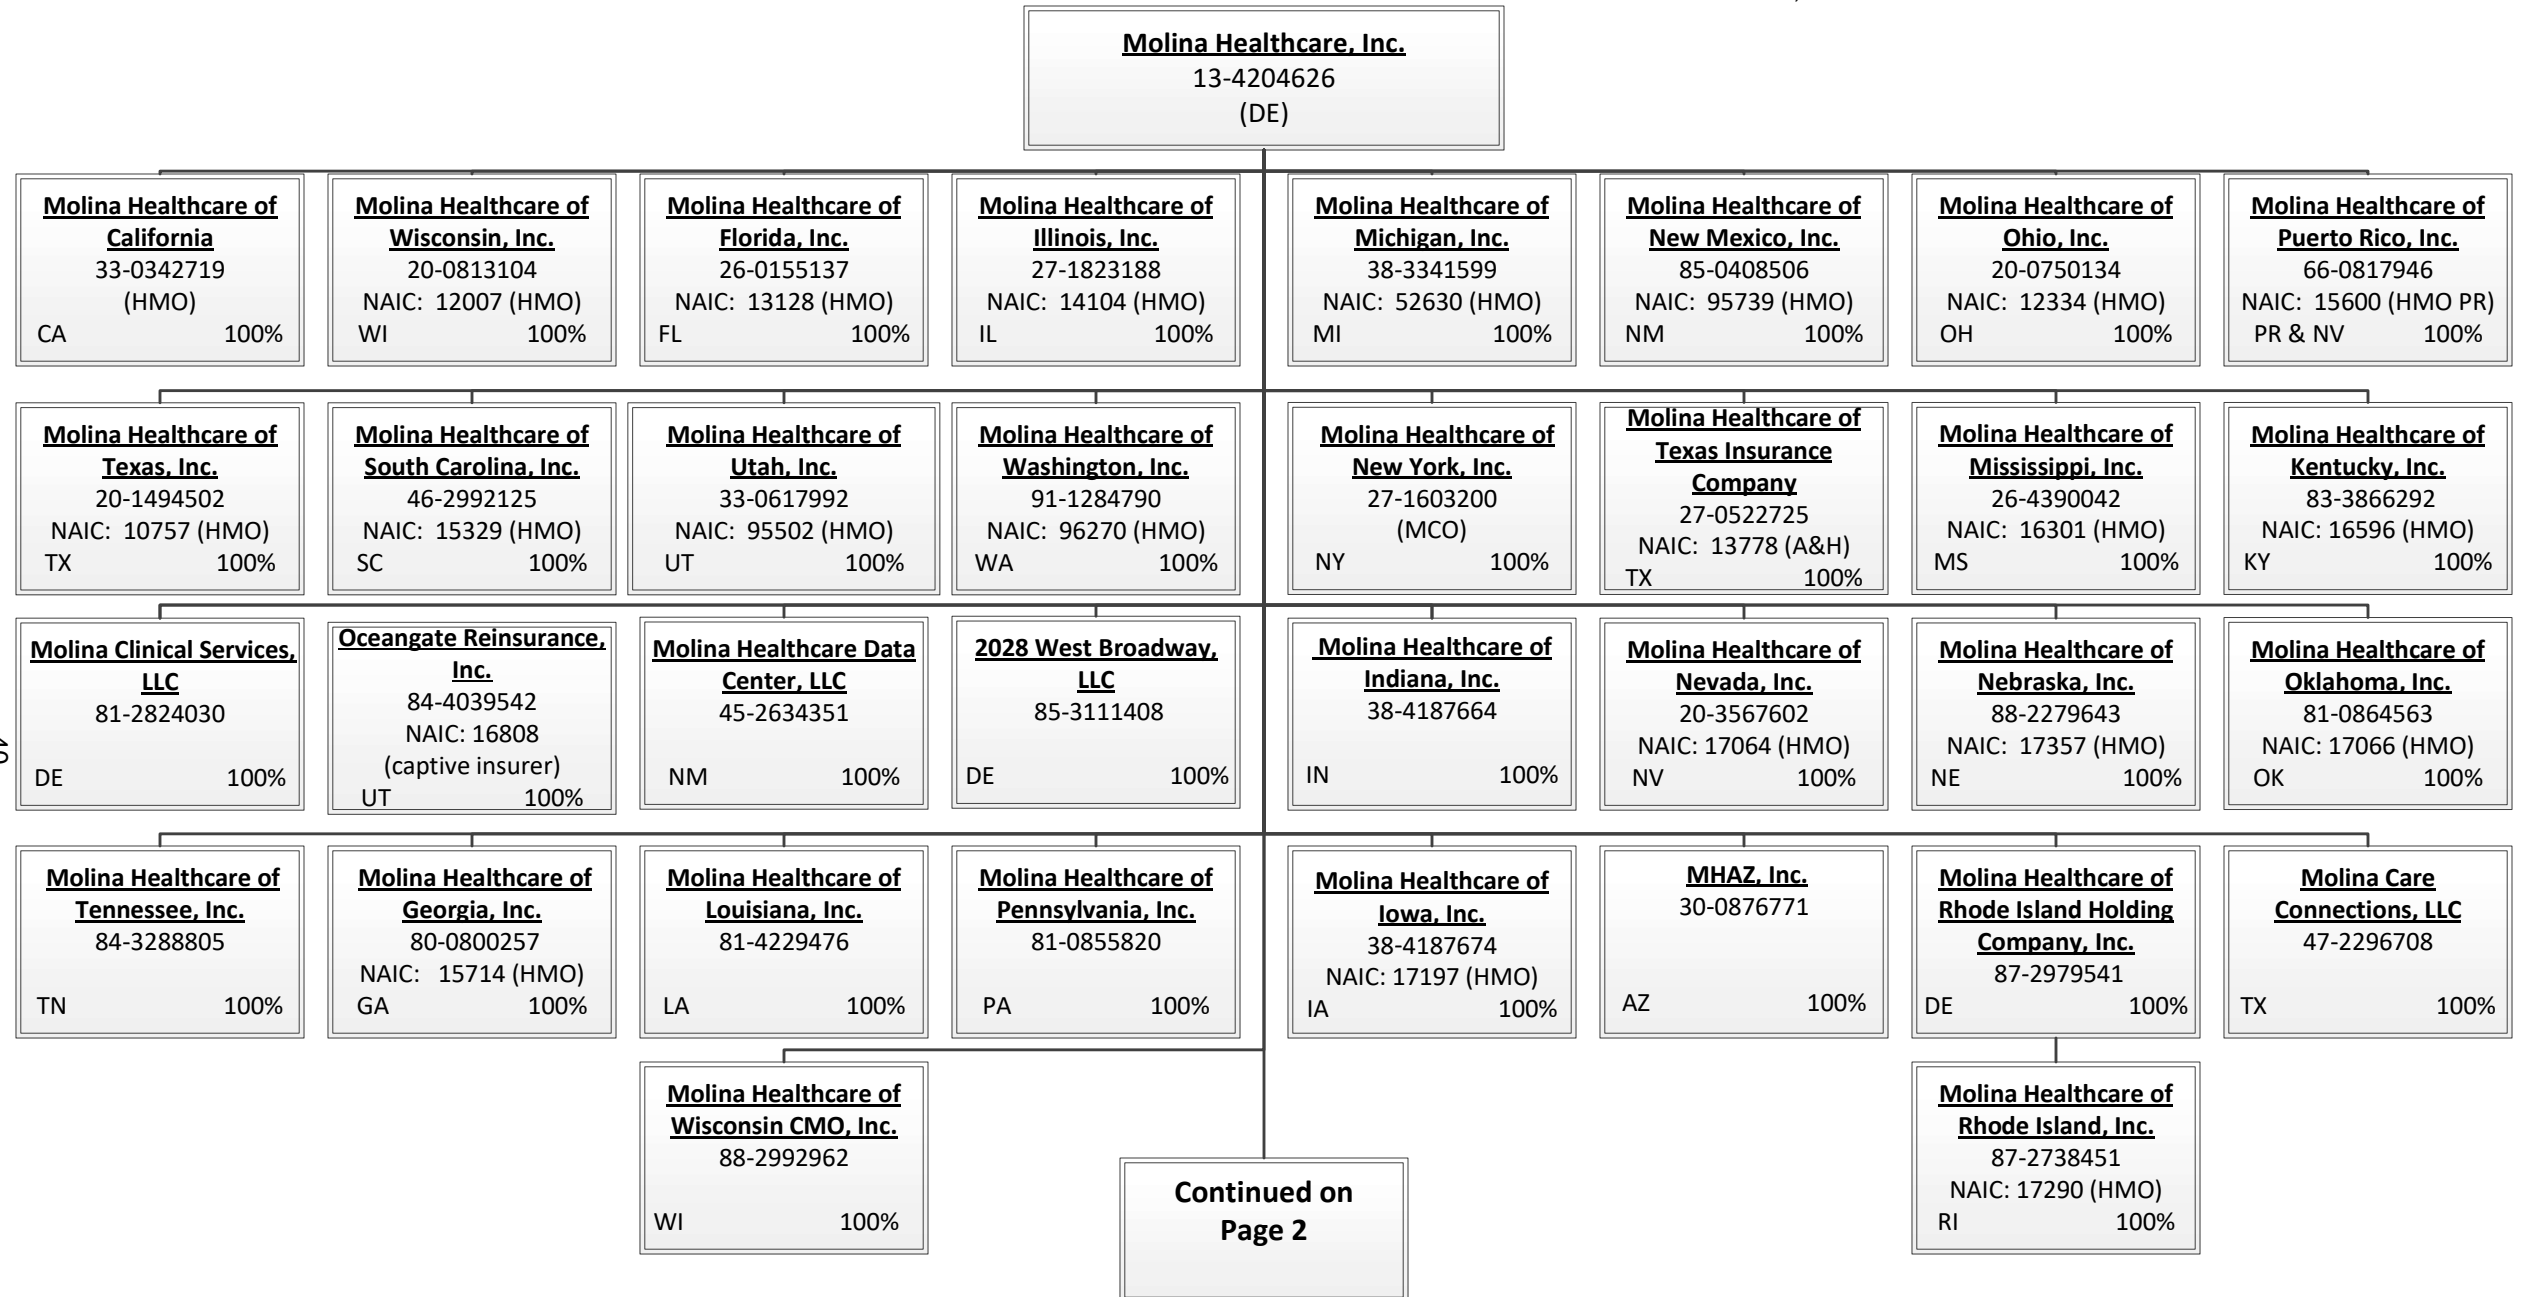 Molina Healthcare, Inc.
13-4204626
(DE)
Molina Healthcare of
California
33-0342719
(HMO)
CA 100%
Molina Healthcare of
Wisconsin, Inc.
20-0813104
NAIC: 12007 (HMO)
WI 100%
Molina Healthcare of
Florida, Inc.
26-0155137
NAIC: 13128 (HMO)
FL 100%
Molina Healthcare of
Illinois, Inc.
27-1823188
NAIC: 14104 (HMO)
IL 100%
Molina Healthcare of
Michigan, Inc.
38-3341599
NAIC: 52630 (HMO)
MI 100%
Molina Healthcare of
New Mexico, Inc.
85-0408506
NAIC: 95739 (HMO)
NM 100%
Molina Healthcare of
Ohio, Inc.
20-0750134
NAIC: 12334 (HMO)
OH 100%
Molina Healthcare of
Puerto Rico, Inc.
66-0817946
NAIC: 15600 (HMO PR)
PR & NV 100%
Molina Healthcare of
Texas, Inc.
20-1494502
NAIC: 10757 (HMO)
TX 100%
Molina Healthcare of
South Carolina, Inc.
46-2992125
NAIC: 15329 (HMO)
SC 100%
Molina Healthcare of
Utah, Inc.
33-0617992
NAIC: 95502 (HMO)
UT 100%
Molina Healthcare of
Washington, Inc.
91-1284790
NAIC: 96270 (HMO)
WA 100%
Molina Healthcare of
New York, Inc.
27-1603200
(MCO)
NY 100%
Molina Healthcare of
Texas Insurance
Company
27-0522725
NAIC: 13778 (A&H)
TX 100%
Molina Healthcare of
Mississippi, Inc.
26-4390042
NAIC: 16301 (HMO)
MS 100%
Molina Healthcare of
Kentucky, Inc.
83-3866292
NAIC: 16596 (HMO)
KY 100%
Molina Clinical Services,
LLC
81-2824030
DE 100%
Oceangate Reinsurance,
Inc.
84-4039542
NAIC: 16808
(captive insurer)
UT 100%
Molina Healthcare Data
Center, LLC
45-2634351
NM 100%
2028 West Broadway,
LLC
85-3111408
DE 100%
Molina Healthcare of
Indiana, Inc.
38-4187664
IN 100%
Molina Healthcare of
Nevada, Inc.
20-3567602
NAIC: 17064 (HMO)
NV 100%
Molina Healthcare of
Nebraska, Inc.
88-2279643
NAIC: 17357 (HMO)
NE 100%
Molina Healthcare of
Oklahoma, Inc.
81-0864563
NAIC: 17066 (HMO)
OK 100%
Molina Healthcare of
Tennessee, Inc.
84-3288805
TN 100%
Molina Healthcare of
Georgia, Inc.
80-0800257
NAIC: 15714 (HMO)
GA 100%
Molina Healthcare of
Louisiana, Inc.
81-4229476
LA 100%
Molina Healthcare of
Pennsylvania, Inc.
81-0855820
PA 100%
Molina Healthcare of
Iowa, Inc.
38-4187674
NAIC: 17197 (HMO)
IA 100%
MHAZ, Inc.
30-0876771
AZ 100%
Molina Healthcare of
Rhode Island Holding
Company, Inc.
87-2979541
DE 100%
Molina Care
Connections, LLC
47-2296708
TX 100%
Molina Healthcare of
Wisconsin CMO, Inc.
88-2992962
WI 100%
Continued on
Page 2
Molina Healthcare of
Rhode Island, Inc.
87-2738451
NAIC: 17290 (HMO)
RI 100%